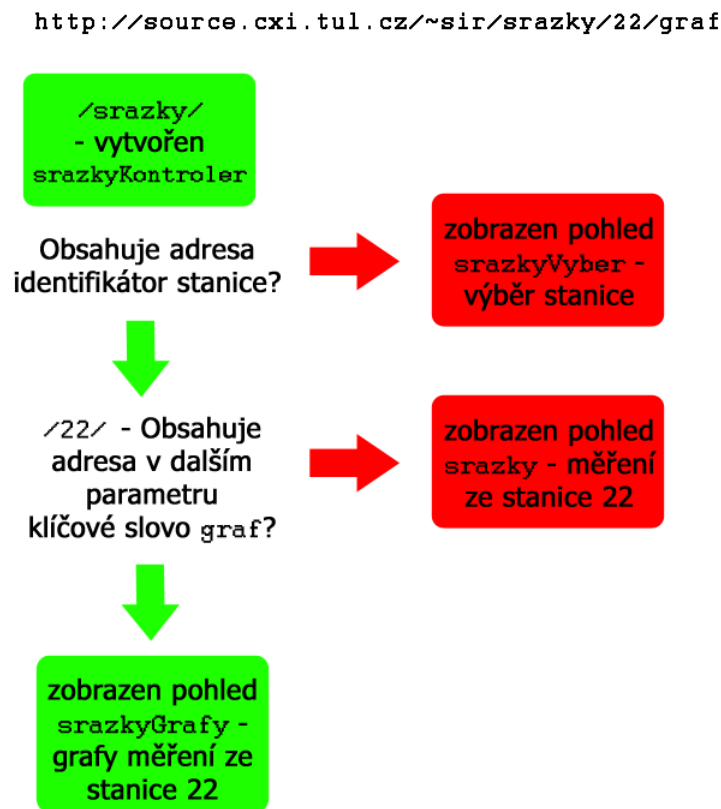 http://source.cxi.tul.cz/~sir/srazky/22/graf
/srazky/
- vytvořen
srazkyKontroler
Obsahuje adresa
identifikátor stanice?
zobrazen pohled
srazkyVyber -
výběr stanice
/22/ - Obsahuje
adresa v dalším
parametru
klíčové slovo graf?
zobrazen pohled
srazky - měření
ze stanice 22
zobrazen pohled
srazkyGrafy -
grafy měření ze
stanice 22